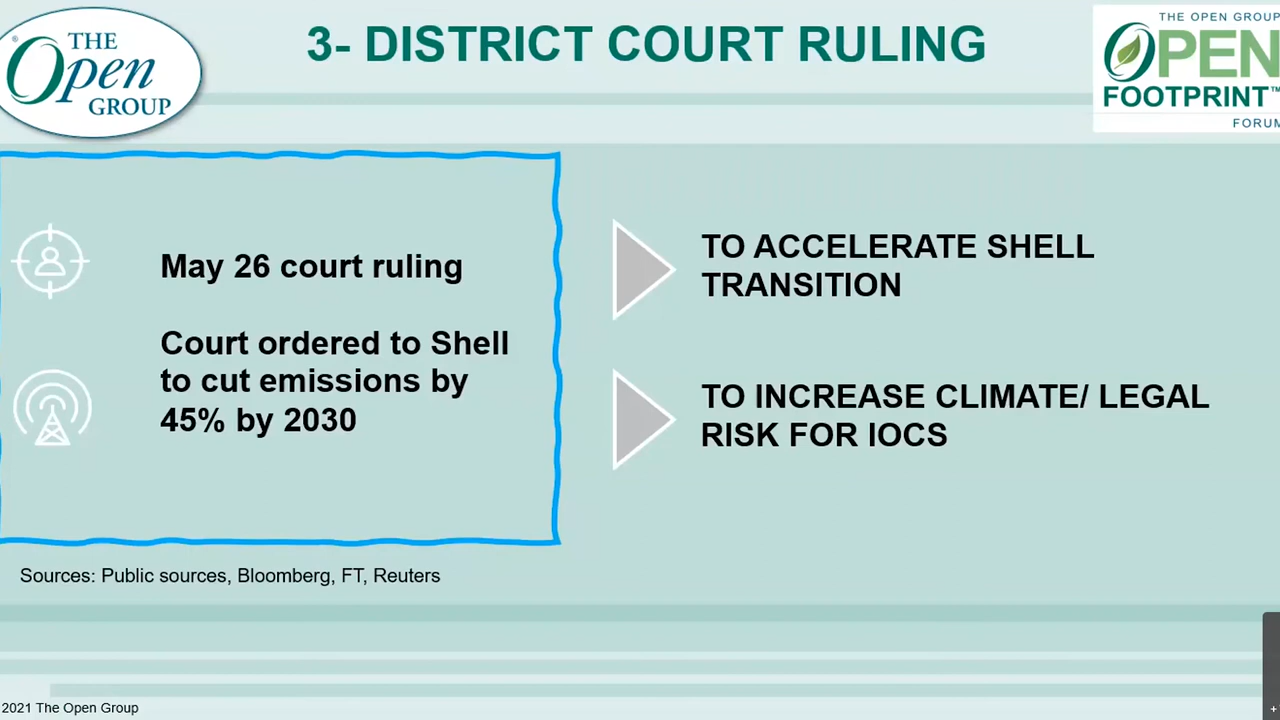 3- DISTRICT COURT RULING
THE
Open
GROUP
®
THE OPEN GROUP
OPEN
FOOTPRINT™
FORUM
May 26 court ruling
Court ordered to Shell
to cut emissions by
45% by 2030
TO ACCELERATE SHELL
TRANSITION
TO INCREASE CLIMATE/ LEGAL
RISK FOR IOCS
Sources: Public sources, Bloomberg, FT, Reuters
2021 The Open Group
+